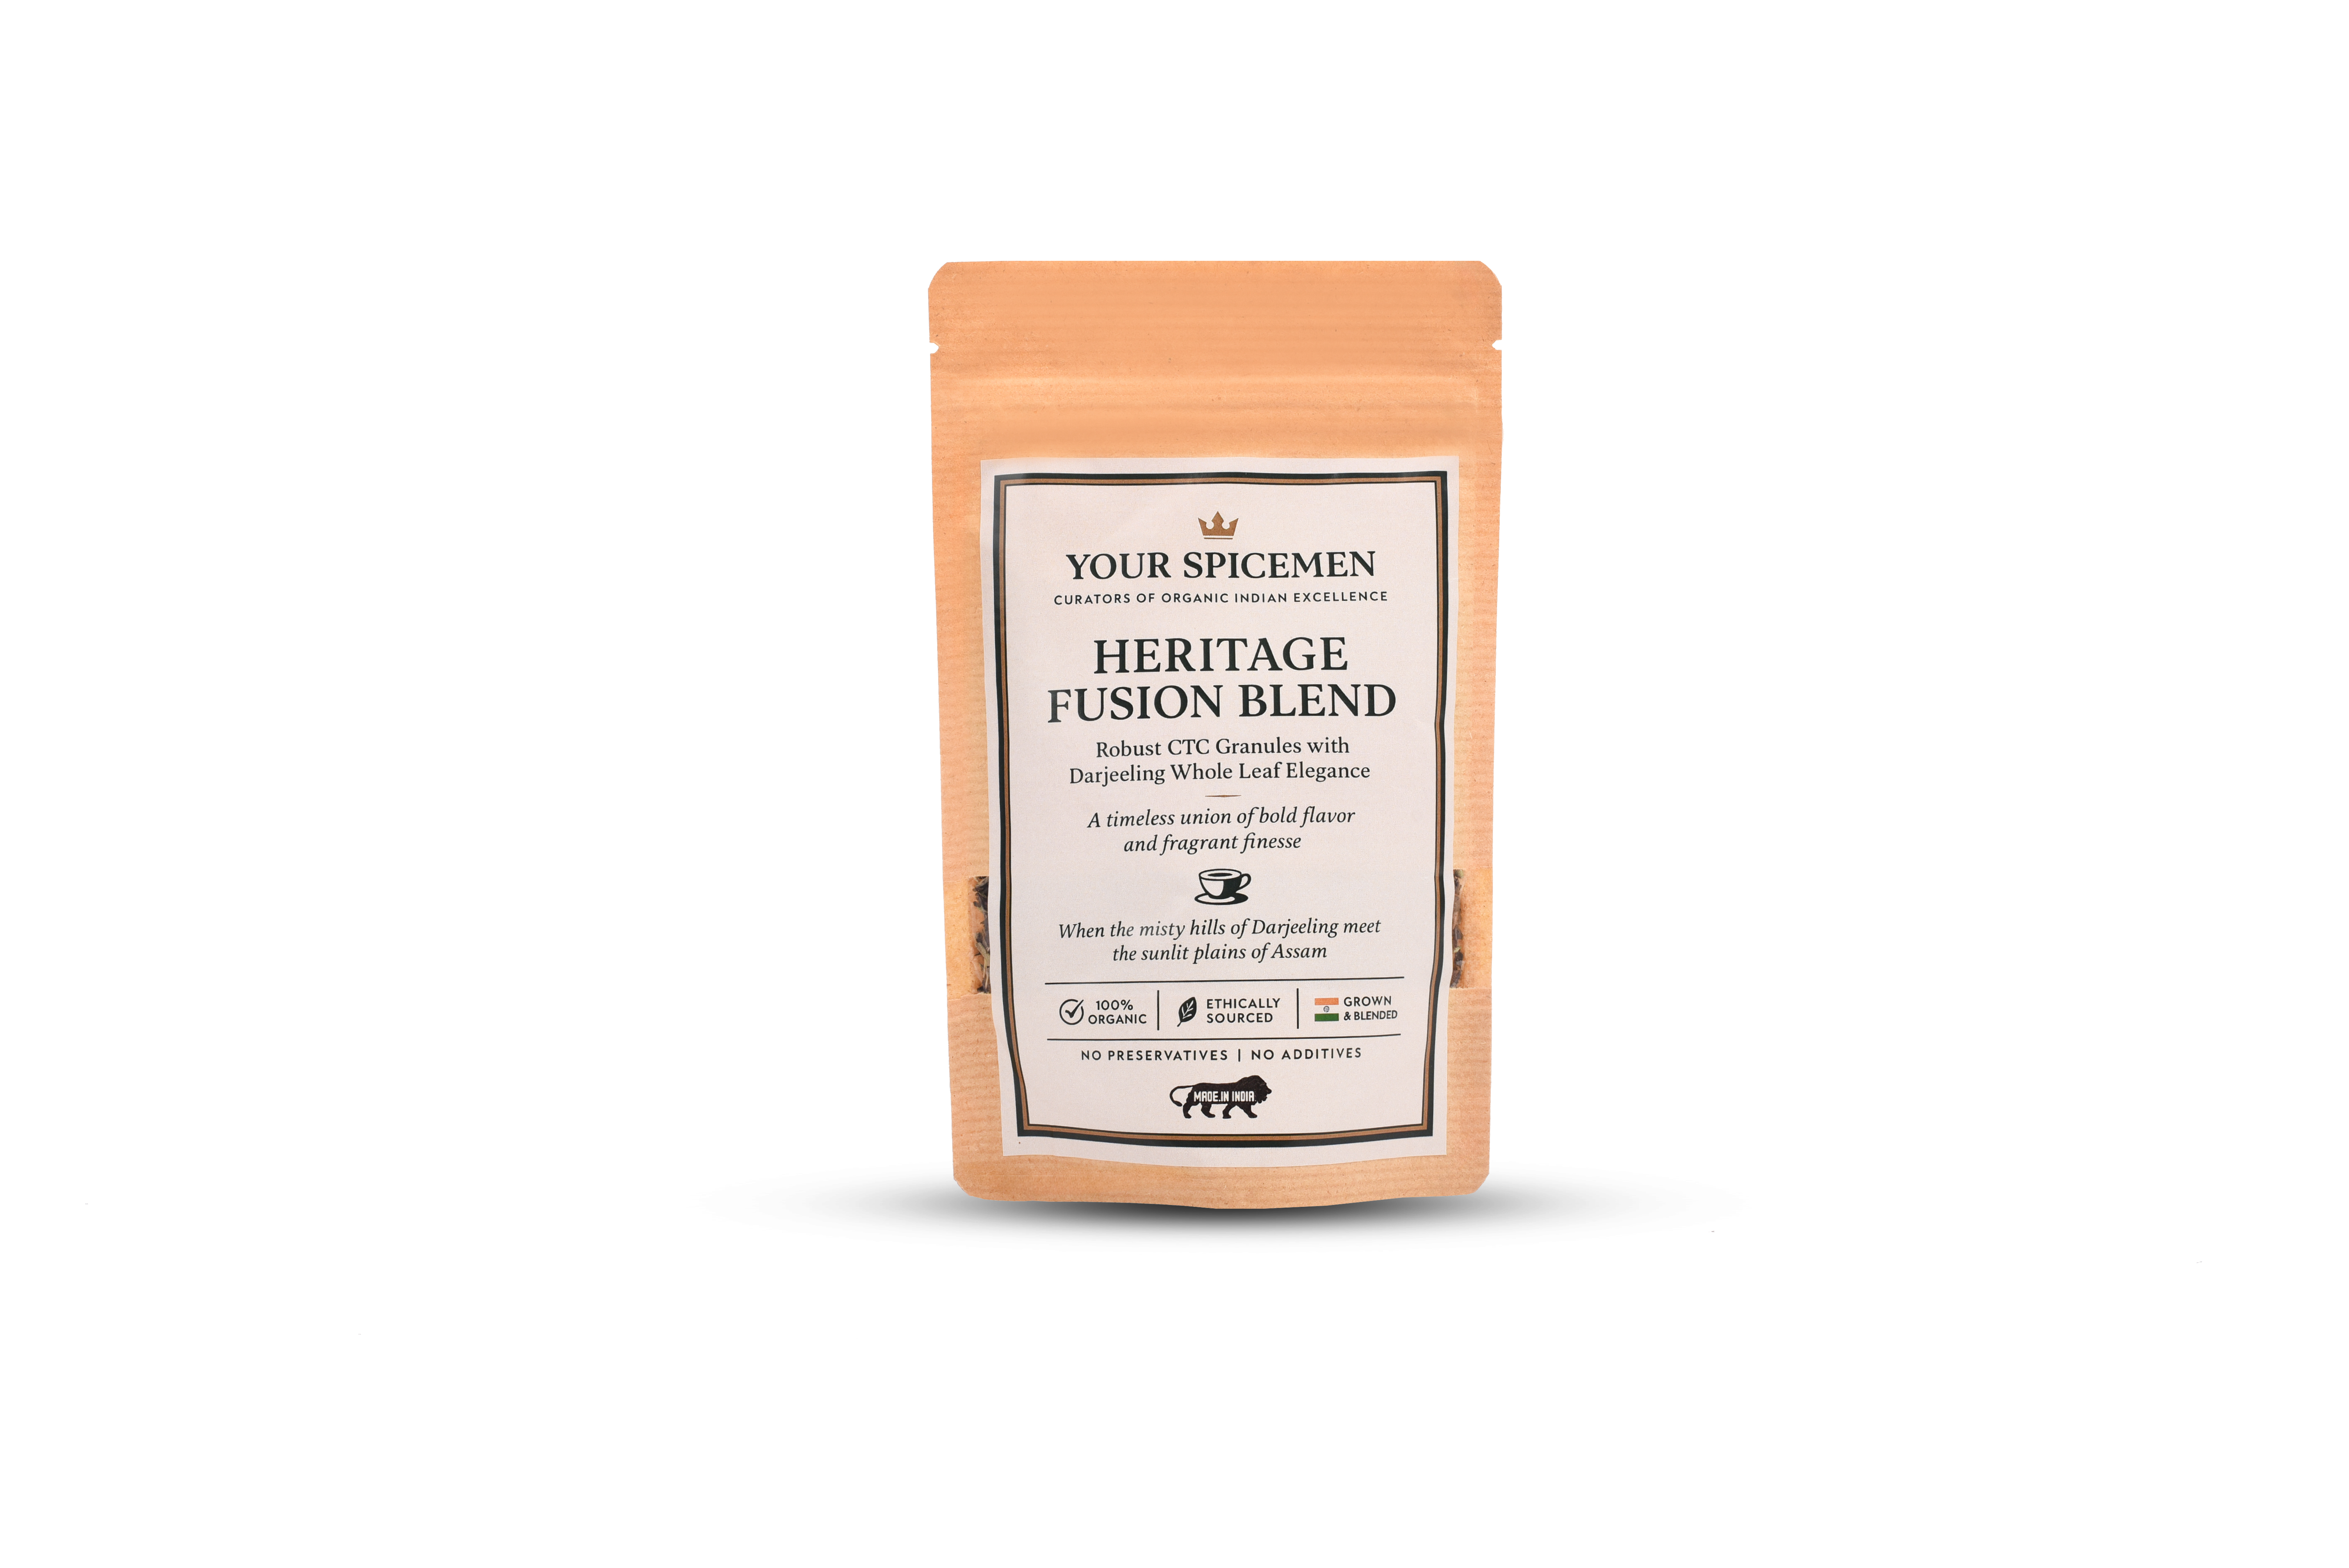 YOUR SPICEMEN
CURATORS OF ORGANIC INDIAN EXCELLENCE
HERITAGE
FUSION BLEND
Robust CTC Granules with
Darjeeling Whole Leaf Elegance
A timeless union of bold flavor
and fragrant finesse
When the misty hills of Darjeeling meet
the sunlit plains of Assam
100%
ORGANIC
ETHICALLY
SOURCED
GROWN
& BLENDED
NO PRESERVATIVES | NO ADDITIVES
MADE IN INDIA